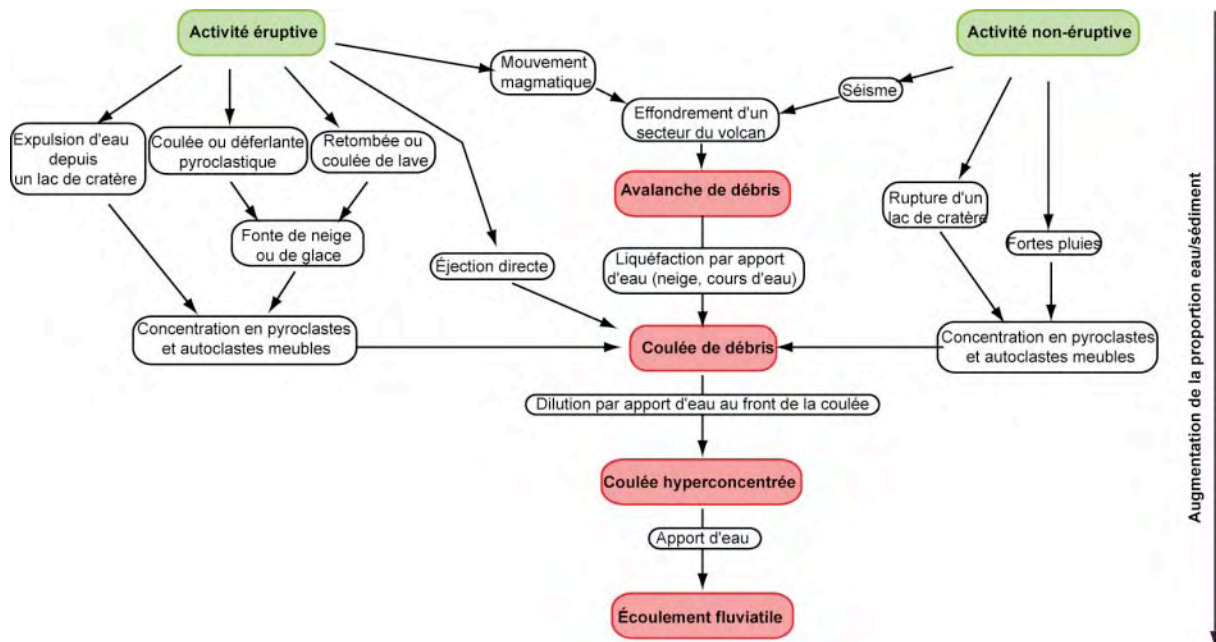 Activité éruptive
Activité non-éruptive
Mouvement
magmatique
Séisme
Effondrement d'un
secteur du volcan
Expulsion d'eau
depuis
un lac de cratère
Coulée ou déferlante
pyroclastique
Retombée ou
coulée de lave
Avalanche de débris
Rupture d'un
lac de cratère
Fonte de neige
ou de glace
Éjection directe
Liquéfaction par apport
d'eau (neige, cours d'eau)
Fortes pluies
Concentration en pyroclastes
et autoclastes meubles
Coulée de débris
Concentration en pyroclastes
et autoclastes meubles
Dilution par apport d'eau au front de la coulée
Coulée hyperconcentrée
Apport d'eau
Écoulement fluviatile
Augmentation de la proportion eau/sédiment